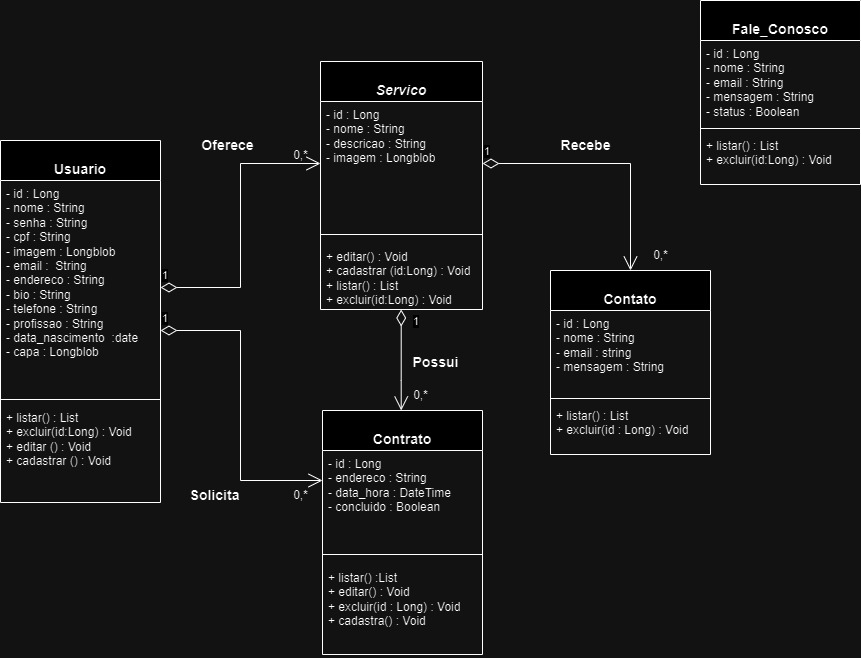 Fale_Conosco
- id : Long
- nome : String
- email : String
- mensagem : String
- status : Boolean
+ listar() : List
+ excluir(id:Long) : Void
Servico
- id : Long
- nome : String
- descricao : String
- imagem : Longblob
+ editar() : Void
+ cadastrar (id:Long) : Void
+ listar() : List
+ excluir(id:Long) : Void
Oferece
0,*
1
Recebe
0,*
Usuario
- id : Long
- nome : String
- senha : String
- cpf : String
- imagem : Longblob
- email :  String
- endereco : String
- bio : String
- telefone : String
- profissao : String
- data_nascimento  :date
- capa : Longblob
+ listar() : List
+ excluir(id:Long) : Void
+ editar () : Void
+ cadastrar () : Void
1
1
Contato
- id : Long
- nome : String
- email : string
- mensagem : String
+ listar() : List
+ excluir(id : Long) : Void
1
Possui
0,*
Solicita
0,*
Contrato
- id : Long
- endereco : String
- data_hora : DateTime
- concluido : Boolean
+ listar() :List
+ editar() : Void
+ excluir(id : Long) : Void
+ cadastra() : Void